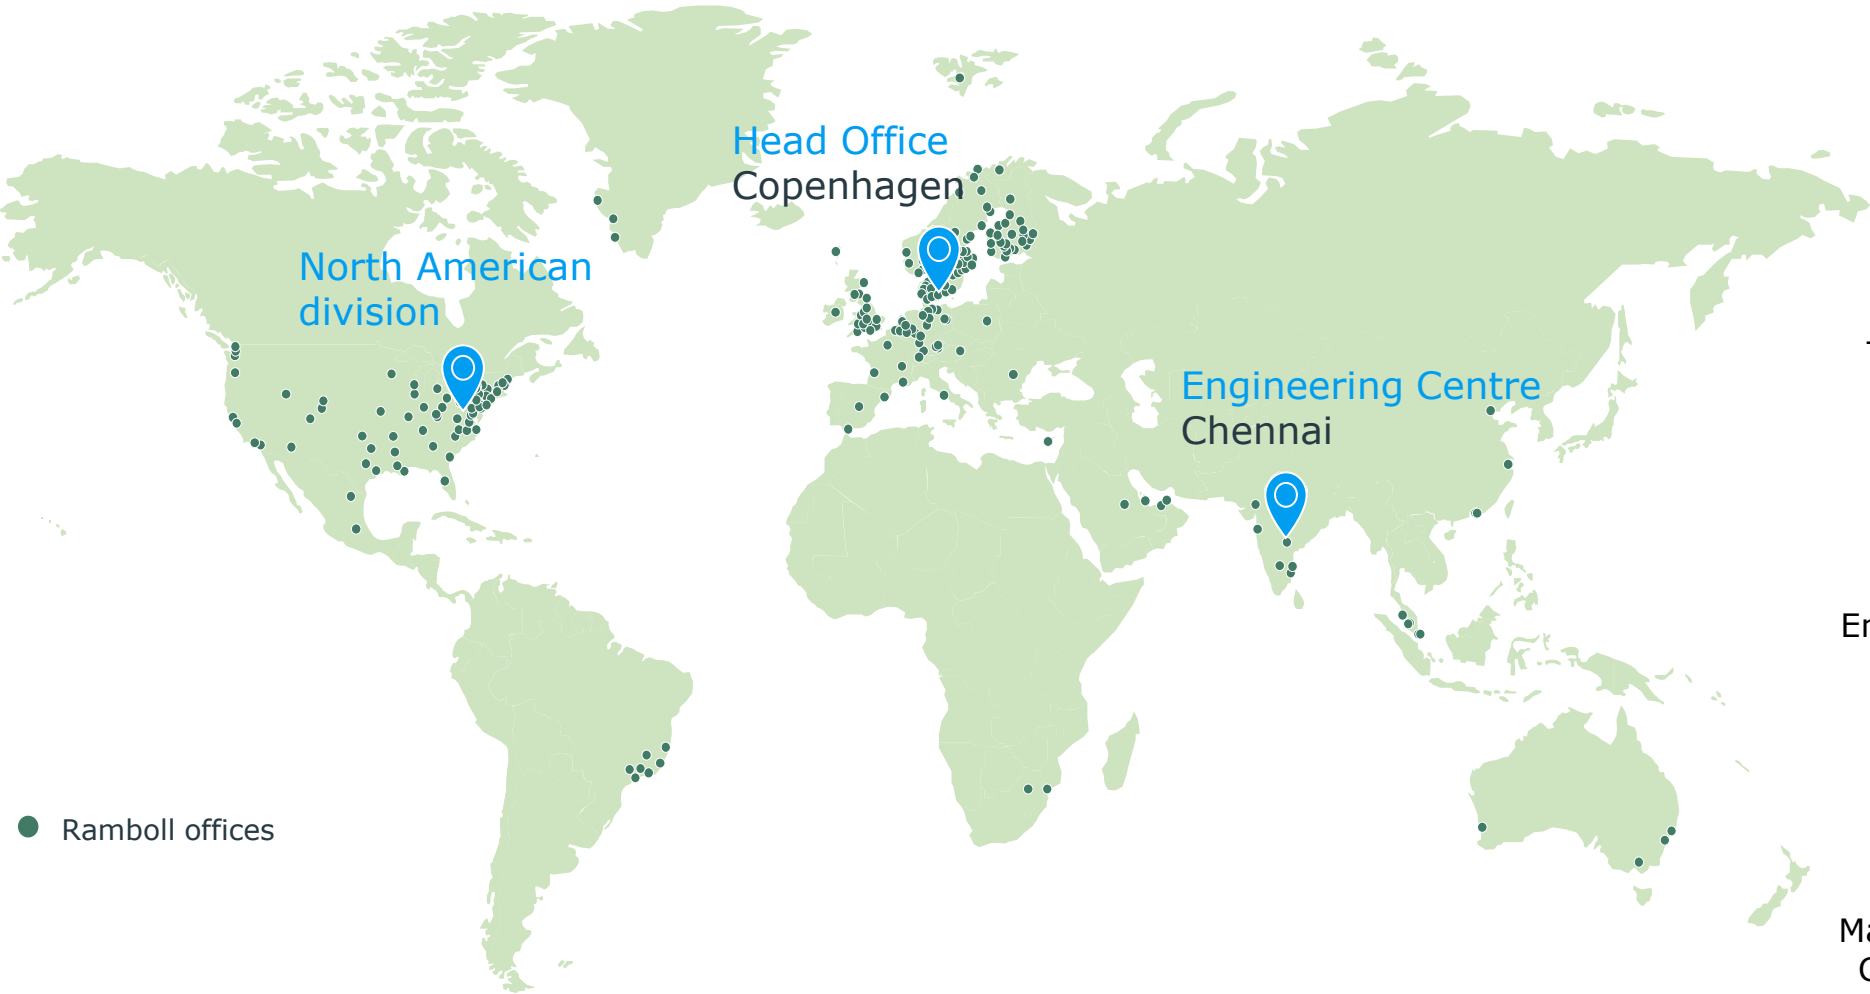 Head Office
Copenhagen
North American
division
Engineering Centre
Chennai
Ramboll offices